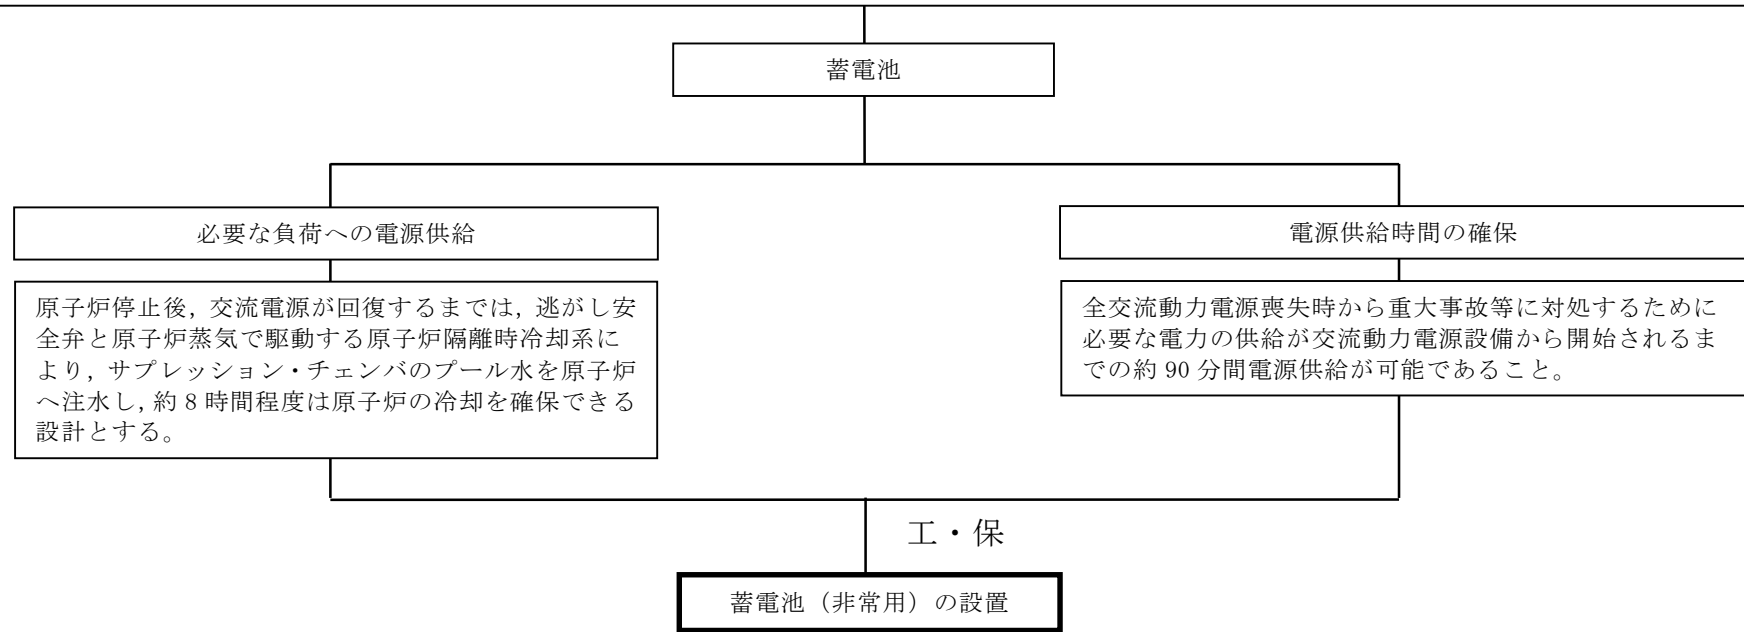 蓄電池
必要な負荷への電源供給
電源供給時間の確保
原子炉停止後，交流電源が回復するまでは，逃がし安
全弁と原子炉蒸気で駆動する原子炉隔離時冷却系に
より，サプレッション・チェンバのプール水を原子炉
へ注水し，約 8 時間程度は原子炉の冷却を確保できる
設計とする。
全交流動力電源喪失時から重大事故等に対処するために
必要な電力の供給が交流動力電源設備から開始されるま
での約 90 分間電源供給が可能であること。
工・保
蓄電池（非常用）の設置